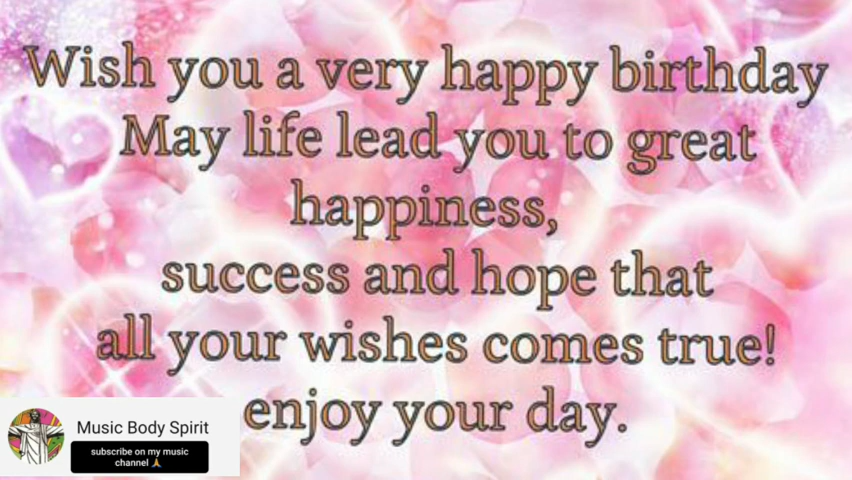 Wish you a very happy birthday
May life lead you to great
happiness,
success and hope that
all your wishes comes true!
enjoy your day.
Music Body Spirit
subscribe on my music
channel 🙏